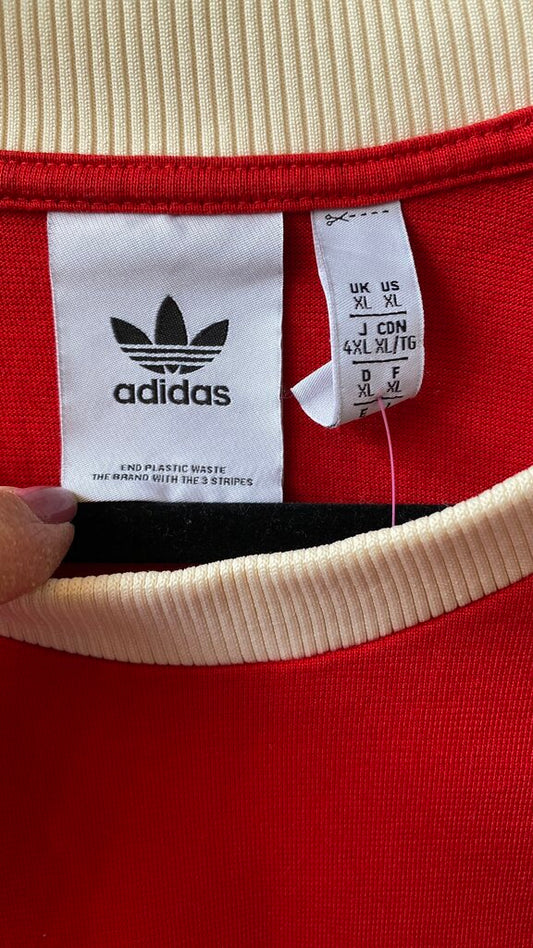 adidas
END PLASTIC WASTE
THE BRAND WITH THE 3 STRIPES
UK US
XL XL
J CDN
4XL XL/TG
D F
XL XL